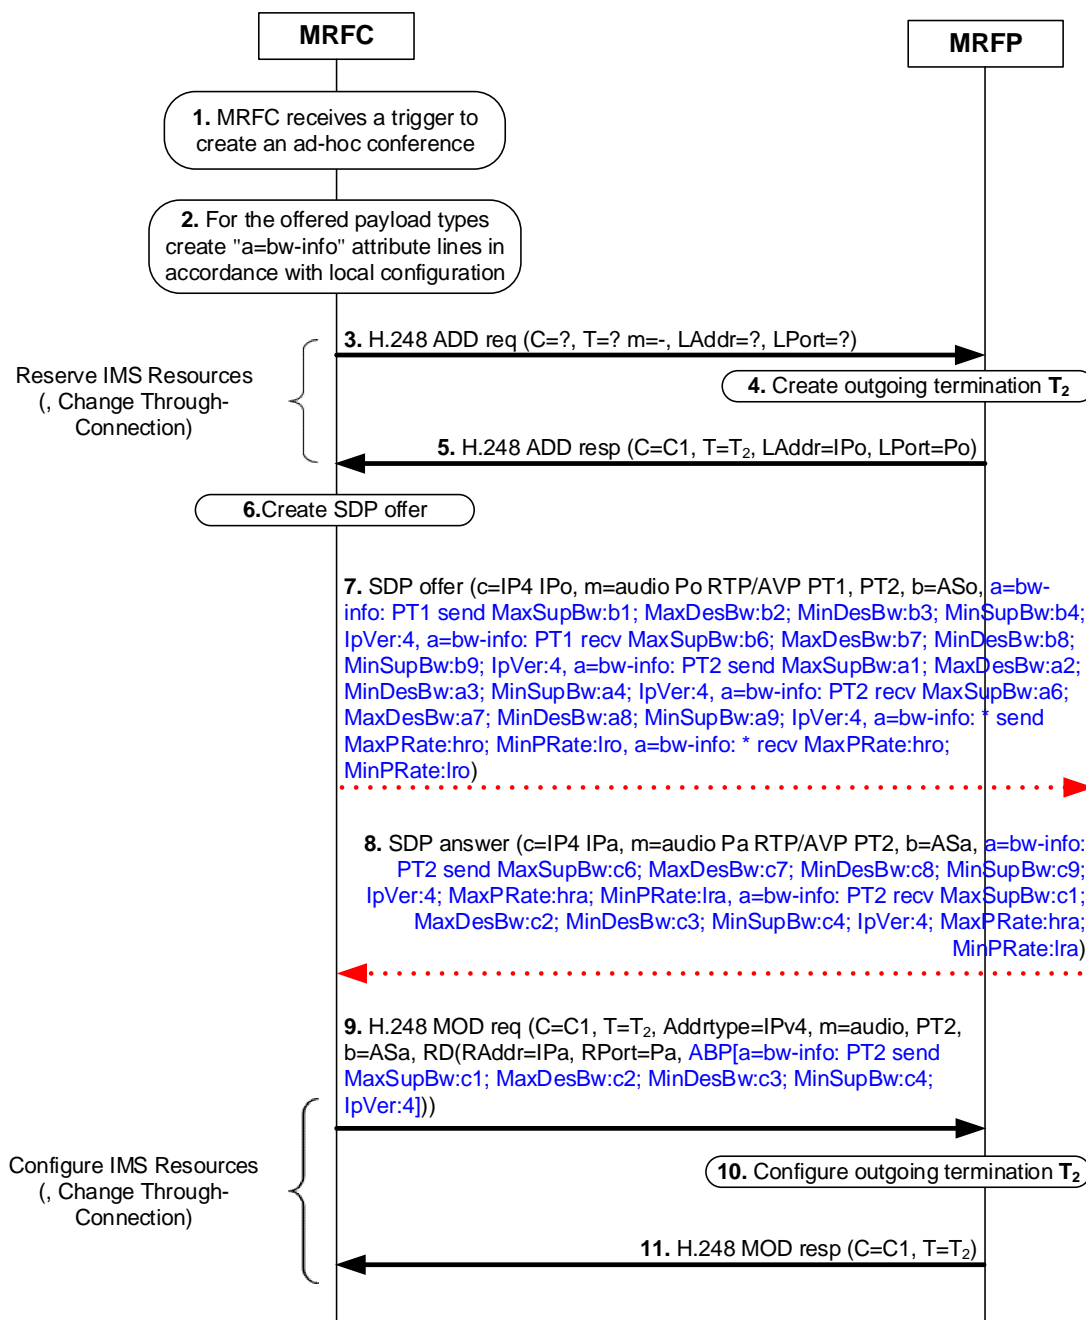 MRFC
MRFP
1. MRFC receives a trigger to
create an ad-hoc conference
2. For the offered payload types
create "a=bw-info" attribute lines in
accordance with local configuration
3. H.248 ADD req (C=?, T=? m=-, LAddr=?, LPort=?)
Reserve IMS Resources
(, Change Through-
Connection)
4. Create outgoing termination T2
5. H.248 ADD resp (C=C1, T=T2, LAddr=IPo, LPort=Po)
6.Create SDP offer
7. SDP offer (c=IP4 IPo, m=audio Po RTP/AVP PT1, PT2, b=ASo, a=bw-
info: PT1 send MaxSupBw:b1; MaxDesBw:b2; MinDesBw:b3; MinSupBw:b4;
IpVer:4, a=bw-info: PT1 recv MaxSupBw:b6; MaxDesBw:b7; MinDesBw:b8;
MinSupBw:b9; IpVer:4, a=bw-info: PT2 send MaxSupBw:a1; MaxDesBw:a2;
MinDesBw:a3; MinSupBw:a4; IpVer:4, a=bw-info: PT2 recv MaxSupBw:a6;
MaxDesBw:a7; MinDesBw:a8; MinSupBw:a9; IpVer:4, a=bw-info: * send
MaxPRate:hro; MinPRate:lro, a=bw-info: * recv MaxPRate:hro;
MinPRate:lro)
8. SDP answer (c=IP4 IPa, m=audio Pa RTP/AVP PT2, b=ASa, a=bw-info:
PT2 send MaxSupBw:c6; MaxDesBw:c7; MinDesBw:c8; MinSupBw:c9;
IpVer:4; MaxPRate:hra; MinPRate:lra, a=bw-info: PT2 recv MaxSupBw:c1;
MaxDesBw:c2; MinDesBw:c3; MinSupBw:c4; IpVer:4; MaxPRate:hra;
MinPRate:lra)
9. H.248 MOD req (C=C1, T=T2, Addrtype=IPv4, m=audio, PT2,
b=ASa, RD(RAddr=IPa, RPort=Pa, ABP[a=bw-info: PT2 send
MaxSupBw:c1; MaxDesBw:c2; MinDesBw:c3; MinSupBw:c4;
IpVer:4]))
Configure IMS Resources
(, Change Through-
Connection)
10. Configure outgoing termination T2
11. H.248 MOD resp (C=C1, T=T2)